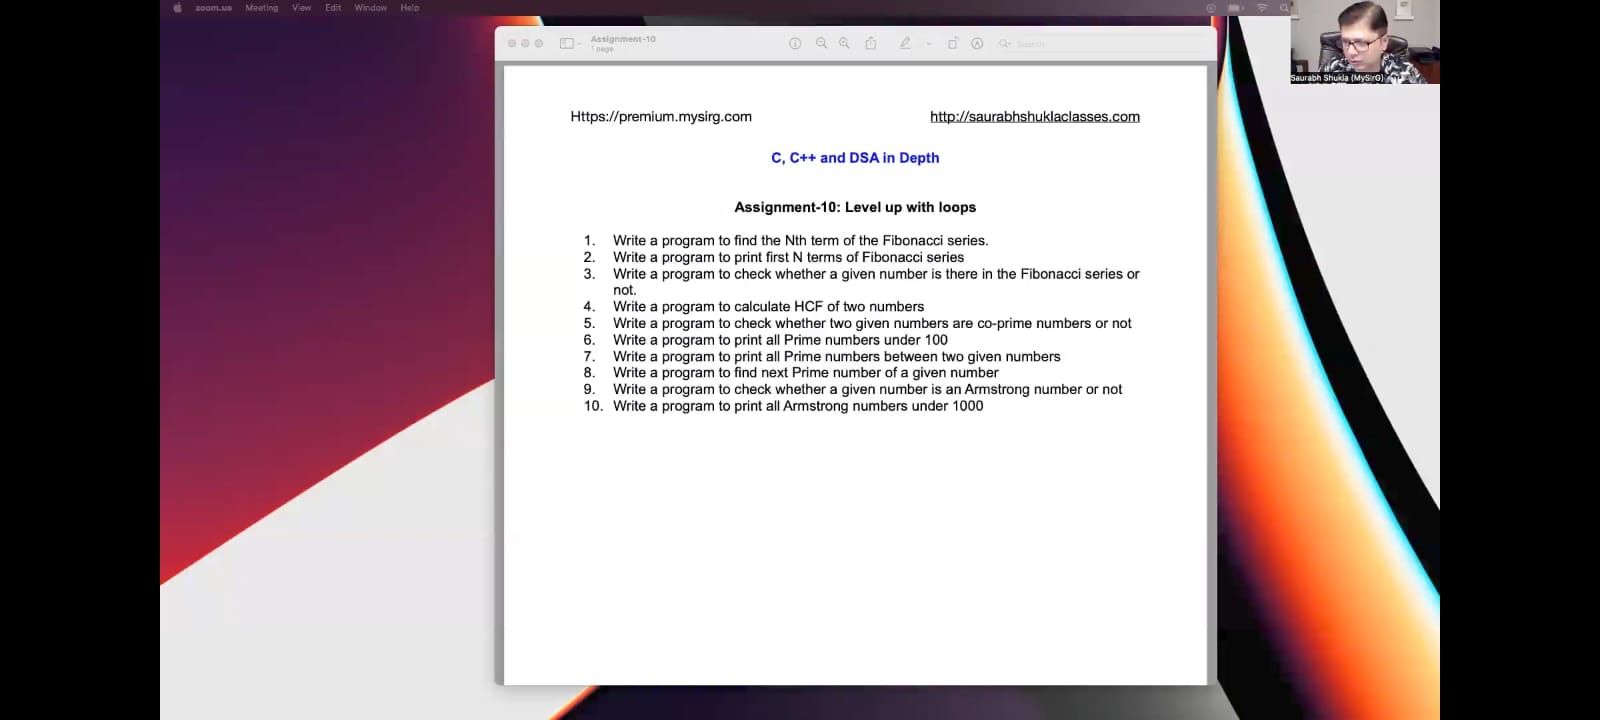 zoom.us Meeting View Edit Window Help
Assignment-10
1 page
Search
Saurabh Shukla (MySirG)
Https://premium.mysirg.com http://saurabhshuklaclasses.com
C, C++ and DSA in Depth
Assignment-10: Level up with loops
1. Write a program to find the Nth term of the Fibonacci series.
2. Write a program to print first N terms of Fibonacci series
3. Write a program to check whether a given number is there in the Fibonacci series or
not.
4. Write a program to calculate HCF of two numbers
5. Write a program to check whether two given numbers are co-prime numbers or not
6. Write a program to print all Prime numbers under 100
7. Write a program to print all Prime numbers between two given numbers
8. Write a program to find next Prime number of a given number
9. Write a program to check whether a given number is an Armstrong number or not
10. Write a program to print all Armstrong numbers under 1000